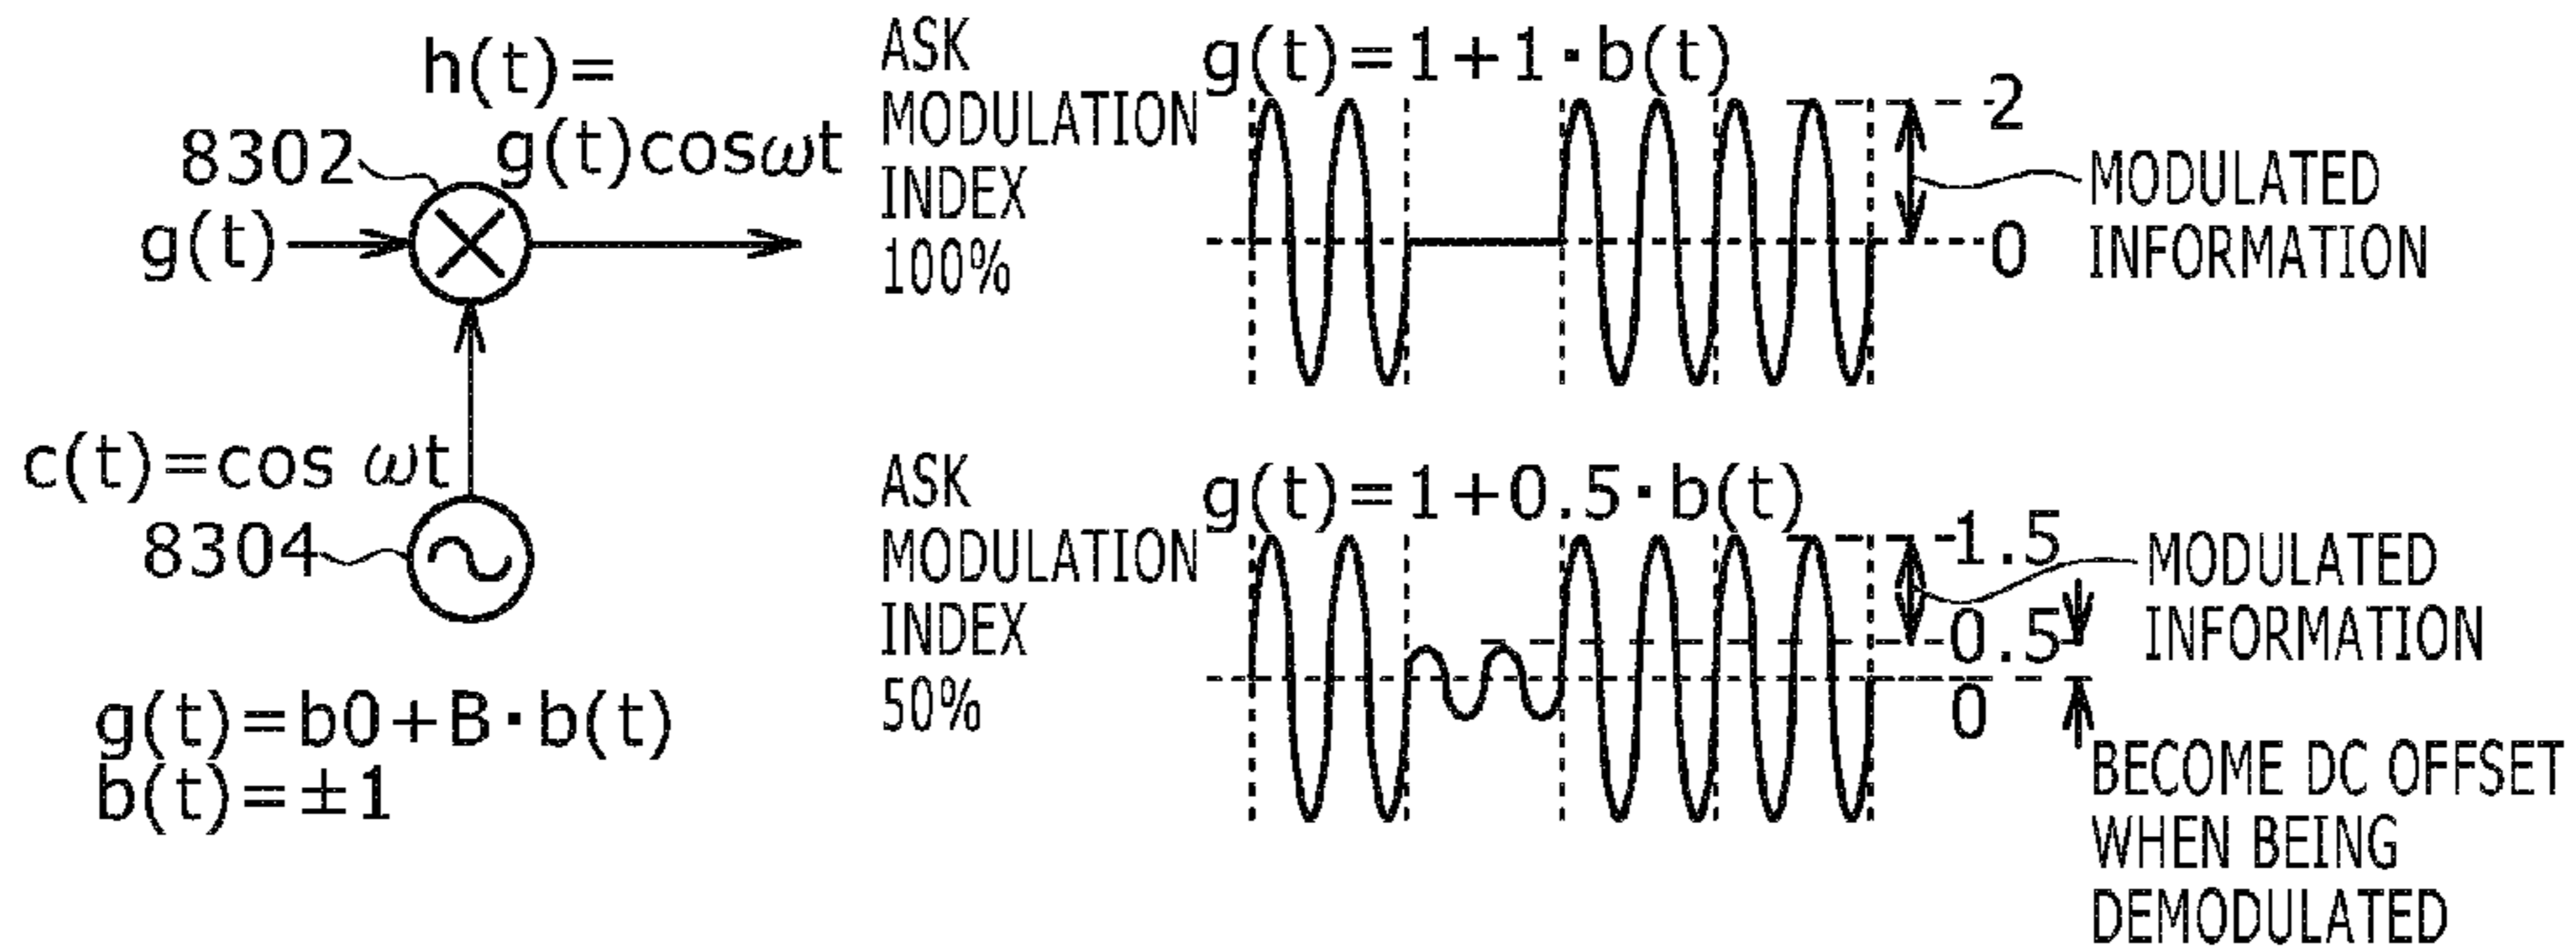 h(t)=
g(t)cosωt
8302
g(t)
c(t)=cos ωt
8304
g(t)=b0+B·b(t)
b(t)=±1
ASK
MODULATION
INDEX
100%
g(t)=1+1·b(t)
2
0
MODULATED
INFORMATION
ASK
MODULATION
INDEX
50%
g(t)=1+0.5·b(t)
1.5
0.5
0
MODULATED
INFORMATION
BECOME DC OFFSET
WHEN BEING
DEMODULATED